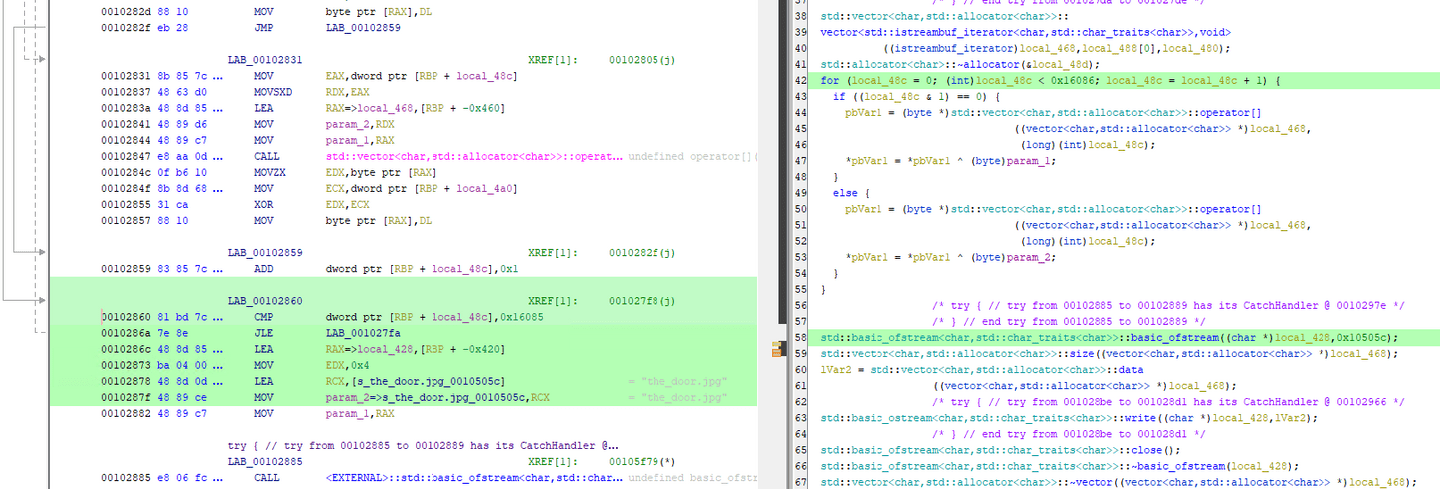 0010282d 88 10 MOV byte ptr [RAX],DL
0010282f eb 28 JMP LAB_00102859
LAB_00102831 XREF[1]: 00102805(j)
00102831 8b 85 7c ... MOV EAX,dword ptr [RBP + local_48c]
00102837 48 63 d0 MOVSXD RDX,EAX
0010283a 48 8d 85 ... LEA RAX=>local_468,[RBP + -0x460]
00102841 48 89 d6 MOV param_2,RDX
00102844 48 89 c7 MOV param_1,RAX
00102847 e8 aa 0d ... CALL std::vector<char,std::allocator<char>>::operat... undefined operator[](
0010284c 0f b6 10 MOVZX EDX,byte ptr [RAX]
0010284f 8b 8d 68 ... MOV ECX,dword ptr [RBP + local_4a0]
00102855 31 ca XOR EDX,ECX
00102857 88 10 MOV byte ptr [RAX],DL
LAB_00102859 XREF[1]: 0010282f(j)
00102859 83 85 7c ... ADD dword ptr [RBP + local_48c],0x1
LAB_00102860 XREF[1]: 001027f8(j)
00102860 81 bd 7c ... CMP dword ptr [RBP + local_48c],0x16085
0010286a 7e 8e JLE LAB_001027fa
0010286c 48 8d 85 ... LEA RAX=>local_428,[RBP + -0x420]
00102873 ba 04 00 ... MOV EDX,0x4
00102878 48 8d 0d ... LEA RCX,[s_the_door.jpg_0010505c] = "the_door.jpg"
0010287f 48 89 ce MOV param_2=>s_the_door.jpg_0010505c,RCX = "the_door.jpg"
00102882 48 89 c7 MOV param_1,RAX
try { // try from 00102885 to 00102889 has its CatchHandler @...
LAB_00102885 XREF[1]: 00105f79(*)
00102885 e8 06 fc ... CALL <EXTERNAL>::std::basic_ofstream<char,std::char... undefined basic_ofst
37 /* } // end try from 001027da to 001027de */
38 std::vector<char,std::allocator<char>>::
39 vector<std::istreambuf_iterator<char,std::char_traits<char>>,void>
40 ((istreambuf_iterator)local_468,local_488[0],local_480);
41 std::allocator<char>::~allocator(&local_48d);
42 for (local_48c = 0; (int)local_48c < 0x16086; local_48c = local_48c + 1) {
43 if ((local_48c & 1) == 0) {
44 pbVar1 = (byte *)std::vector<char,std::allocator<char>>::operator[]
45 ((vector<char,std::allocator<char>> *)local_468,
46 (long)(int)local_48c);
47 *pbVar1 = *pbVar1 ^ (byte)param_1;
48 }
49 else {
50 pbVar1 = (byte *)std::vector<char,std::allocator<char>>::operator[]
51 ((vector<char,std::allocator<char>> *)local_468,
52 (long)(int)local_48c);
53 *pbVar1 = *pbVar1 ^ (byte)param_2;
54 }
55 }
56 /* try { // try from 00102885 to 00102889 has its CatchHandler @ 0010297e */
57 /* } // end try from 00102885 to 00102889 */
58 std::basic_ofstream<char,std::char_traits<char>>::basic_ofstream((char *)local_428,0x10505c);
59 std::vector<char,std::allocator<char>>::size((vector<char,std::allocator<char>> *)local_468);
60 lVar2 = std::vector<char,std::allocator<char>>::data
61 ((vector<char,std::allocator<char>> *)local_468);
62 /* try { // try from 001028be to 001028d1 has its CatchHandler @ 00102966 */
63 std::basic_ostream<char,std::char_traits<char>>::write((char *)local_428,lVar2);
64 /* } // end try from 001028be to 001028d1 */
65 std::basic_ofstream<char,std::char_traits<char>>::close();
66 std::basic_ofstream<char,std::char_traits<char>>::~basic_ofstream(local_428);
67 std::vector<char,std::allocator<char>>::~vector((vector<char,std::allocator<char>> *)local_468);